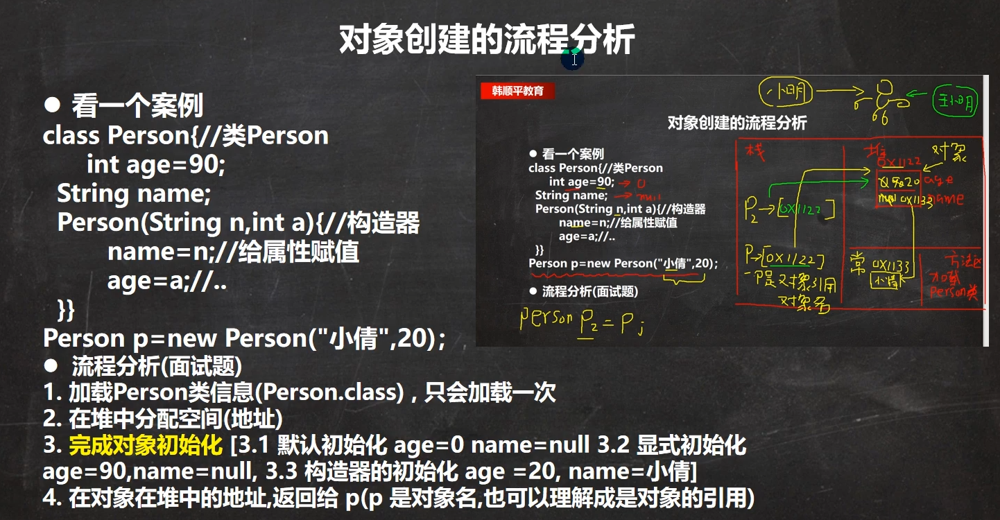 对象创建的流程分析
● 看一个案例
class Person{//类Person
int age=90;
String name;
Person(String n,int a){//构造器
name=n;//给属性赋值
age=a;//..
}}
Person p=new Person("小倩",20);
● 流程分析(面试题)
1. 加载Person类信息(Person.class)，只会加载一次
2. 在堆中分配空间(地址)
3. 完成对象初始化 [3.1 默认初始化 age=0 name=null 3.2 显式初始化
age=90,name=null, 3.3 构造器的初始化 age =20, name=小倩]
4. 在对象在堆中的地址,返回给 p(p 是对象名,也可以理解成是对象的引用)
韩顺平教育
小明
王小明
对象创建的流程分析
● 看一个案例
class Person{//类Person
int age=90; → 0
String name; → null
Person(String n,int a){//构造器
name=n;//给属性赋值
age=a;//..
}}
Person p=new Person("小倩",20);
● 流程分析(面试题)
person p2 = p;
栈
堆
对象
0x1122
20 age
0x1133 name
p2→[0x1122]
p→[0x1122]
p是对象引用
对象名
常
0x1133
小倩
方法区
加载
person类